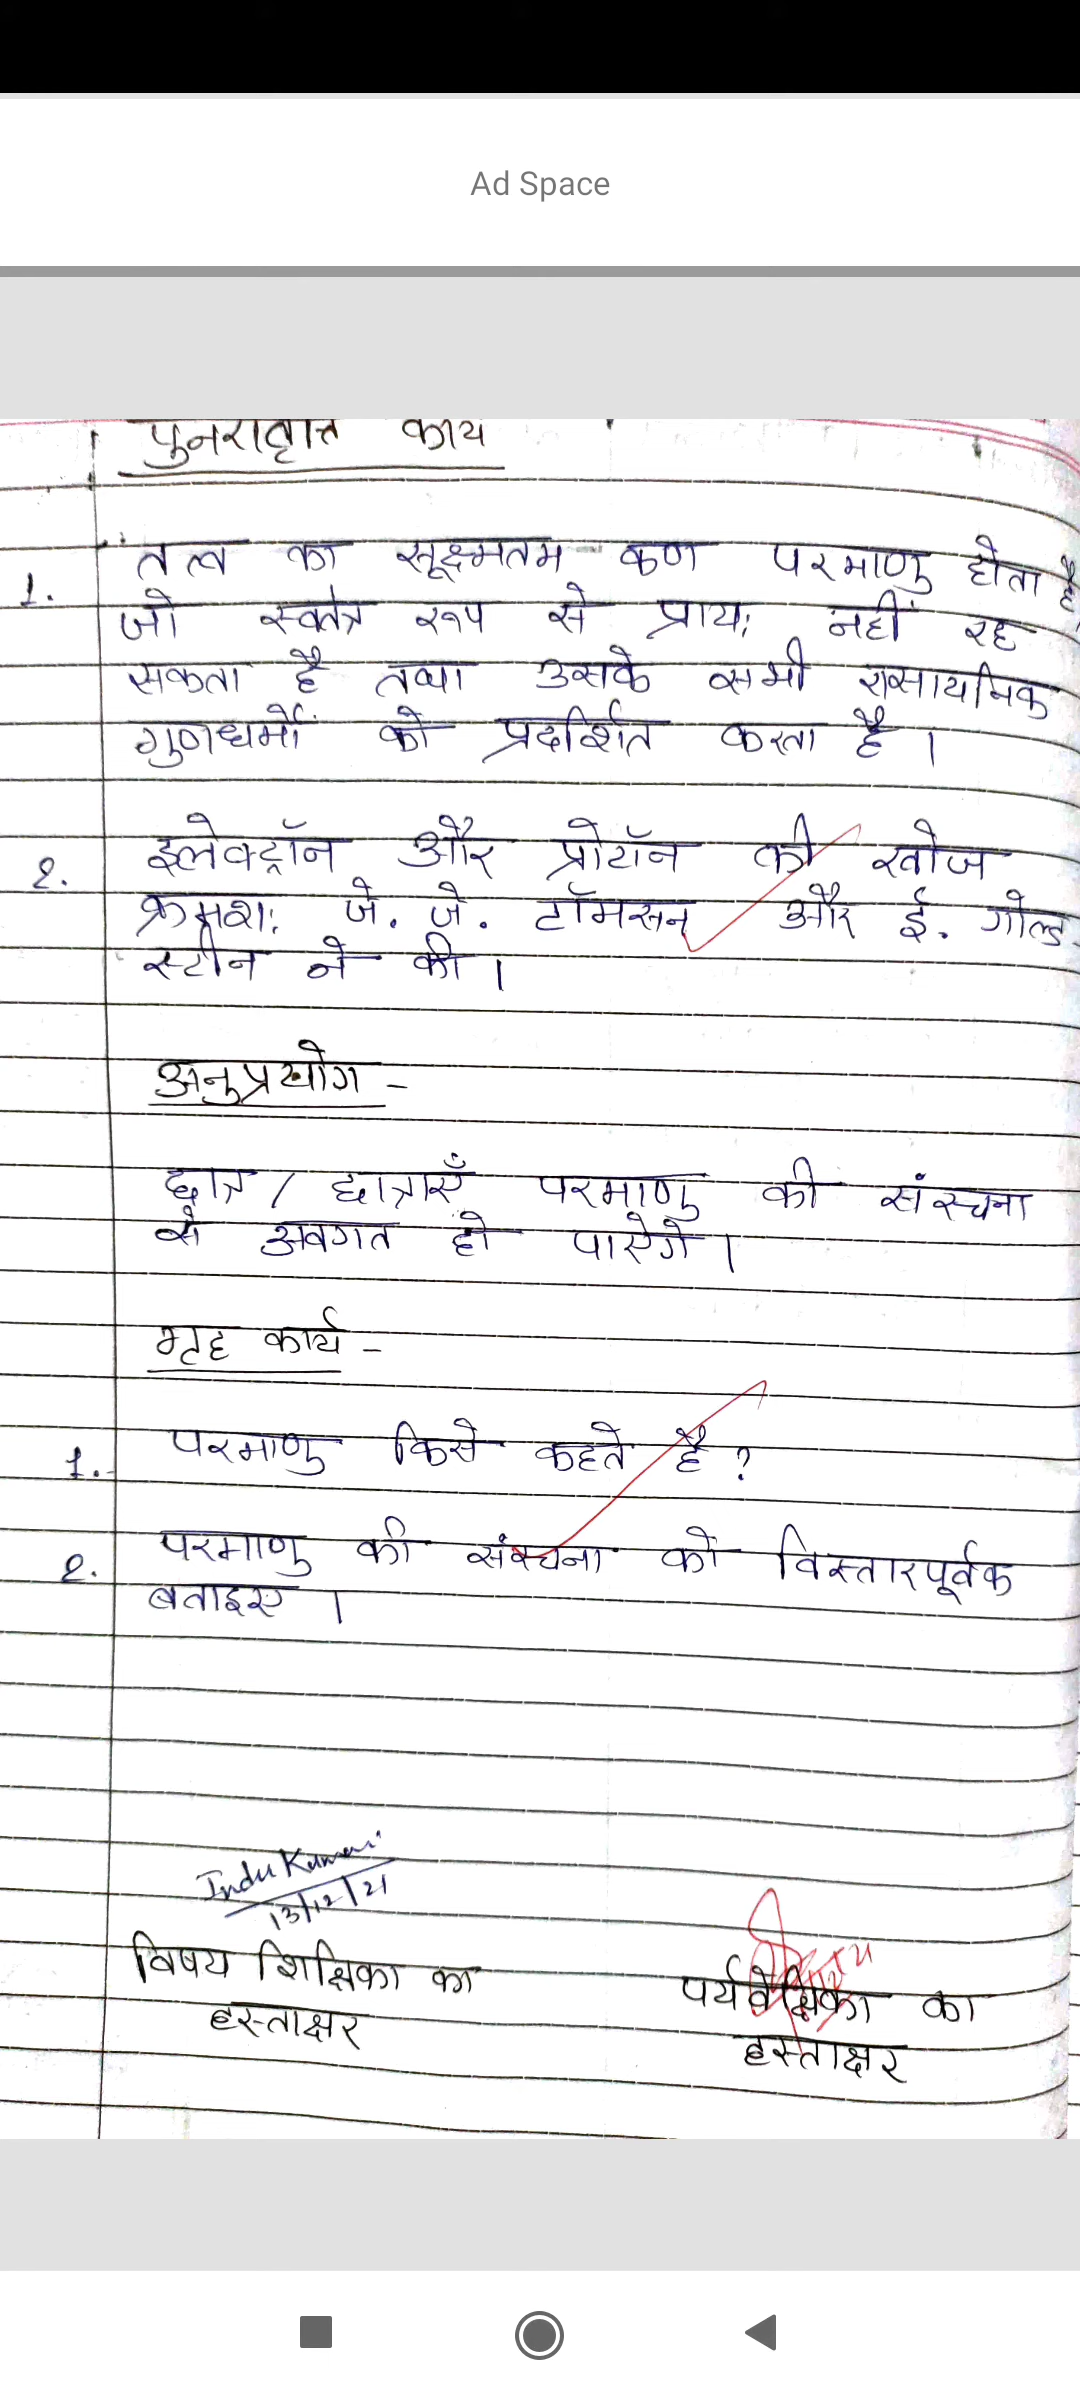 Ad Space
पुनरावृत्ति कार्य
1. तत्व का सूक्ष्मतम कण परमाणु होता है
जो स्वतंत्र रूप से प्राय: नहीं रह
सकता है तथा उसके सभी रासायनिक
गुणधर्मों को प्रदर्शित करता है ।
2. इलेक्ट्रॉन और प्रोटॉन की खोज
क्रमश: जे. जे. टॉमसन और ई. गोल्ड
स्टीन ने की ।
अनुप्रयोग -
छात्र / छात्राएँ परमाणु की संरचना
से अवगत हो पाऐगे ।
गृह कार्य -
1. परमाणु किसे कहते है ?
2. परमाणु की संरचना को विस्तारपूर्वक
बताइए ।
Indu Kumari
13/12/21
विषय शिक्षिका का
हस्ताक्षर
पर्यवेक्षिका का
हस्ताक्षर